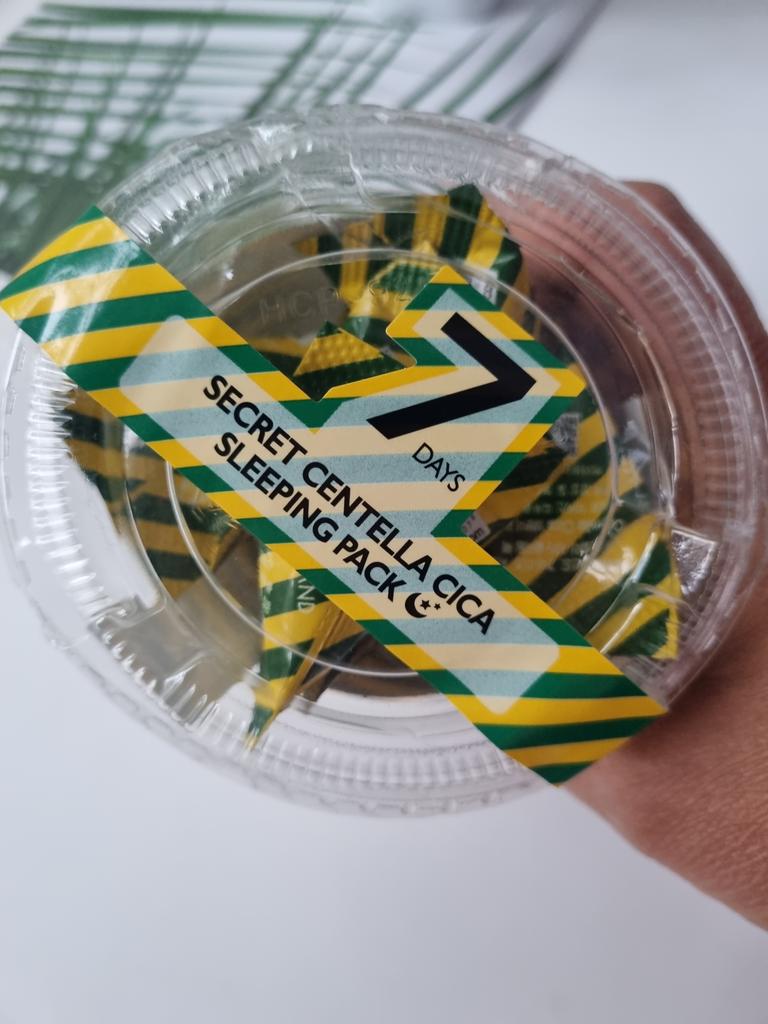 7
DAYS
SECRET CENTELLA CICA
SLEEPING PACK